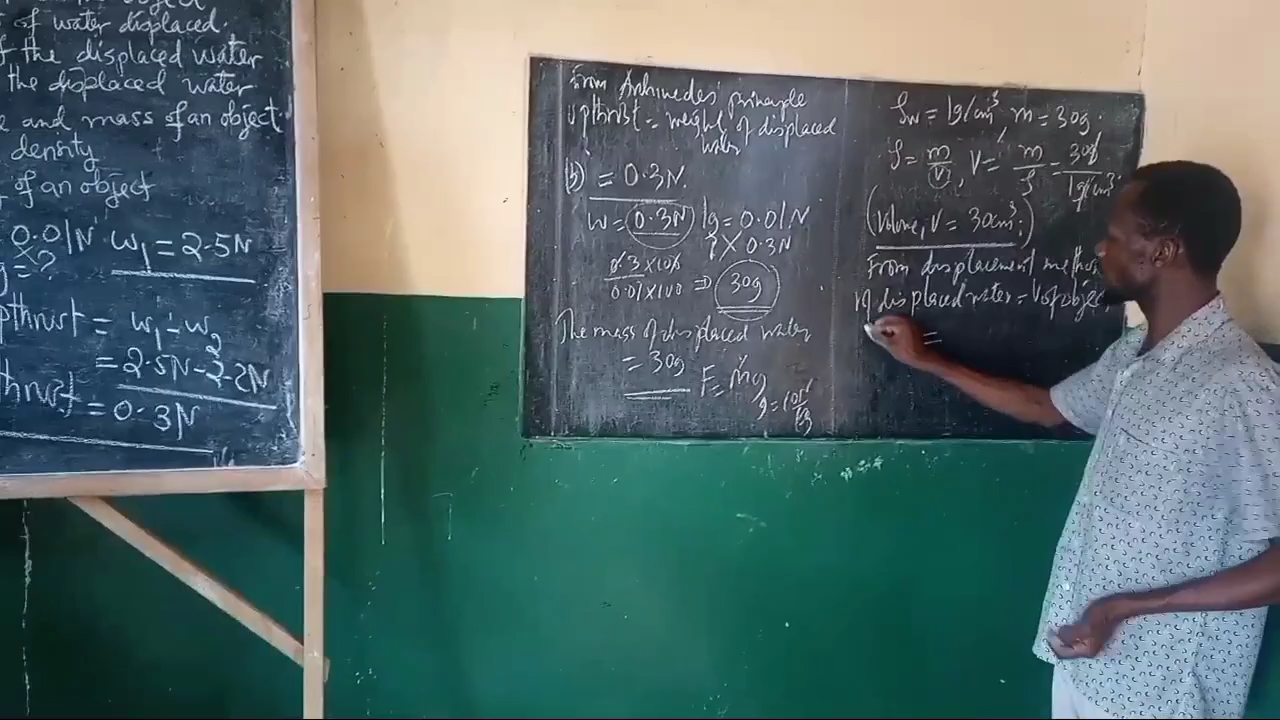 of water displaced.
the displaced water
the displaced water
and mass of an object
density
of an object
0.01N W₁ = 2.5N
= ?
pthrust = W₁ - W₂
= 2.5N - 2.2N
thrust = 0.3N
From Archimedes' principle
Upthrust = weight of displaced
water
(b) = 0.3N.
W = 0.3N 1g = 0.01N
? X 0.3N
0.3 x 100
0.01 x 100 ⇒ 30g
The mass of displaced water
= 30g
F = mg
g = 10N/kg
ρw = 1g/cm³, m = 30g.
ρ = m/V, V = m/ρ = 30g/1g/cm³
(Volume, V = 30cm³)
From displacement
V of displaced water = V of objec
=